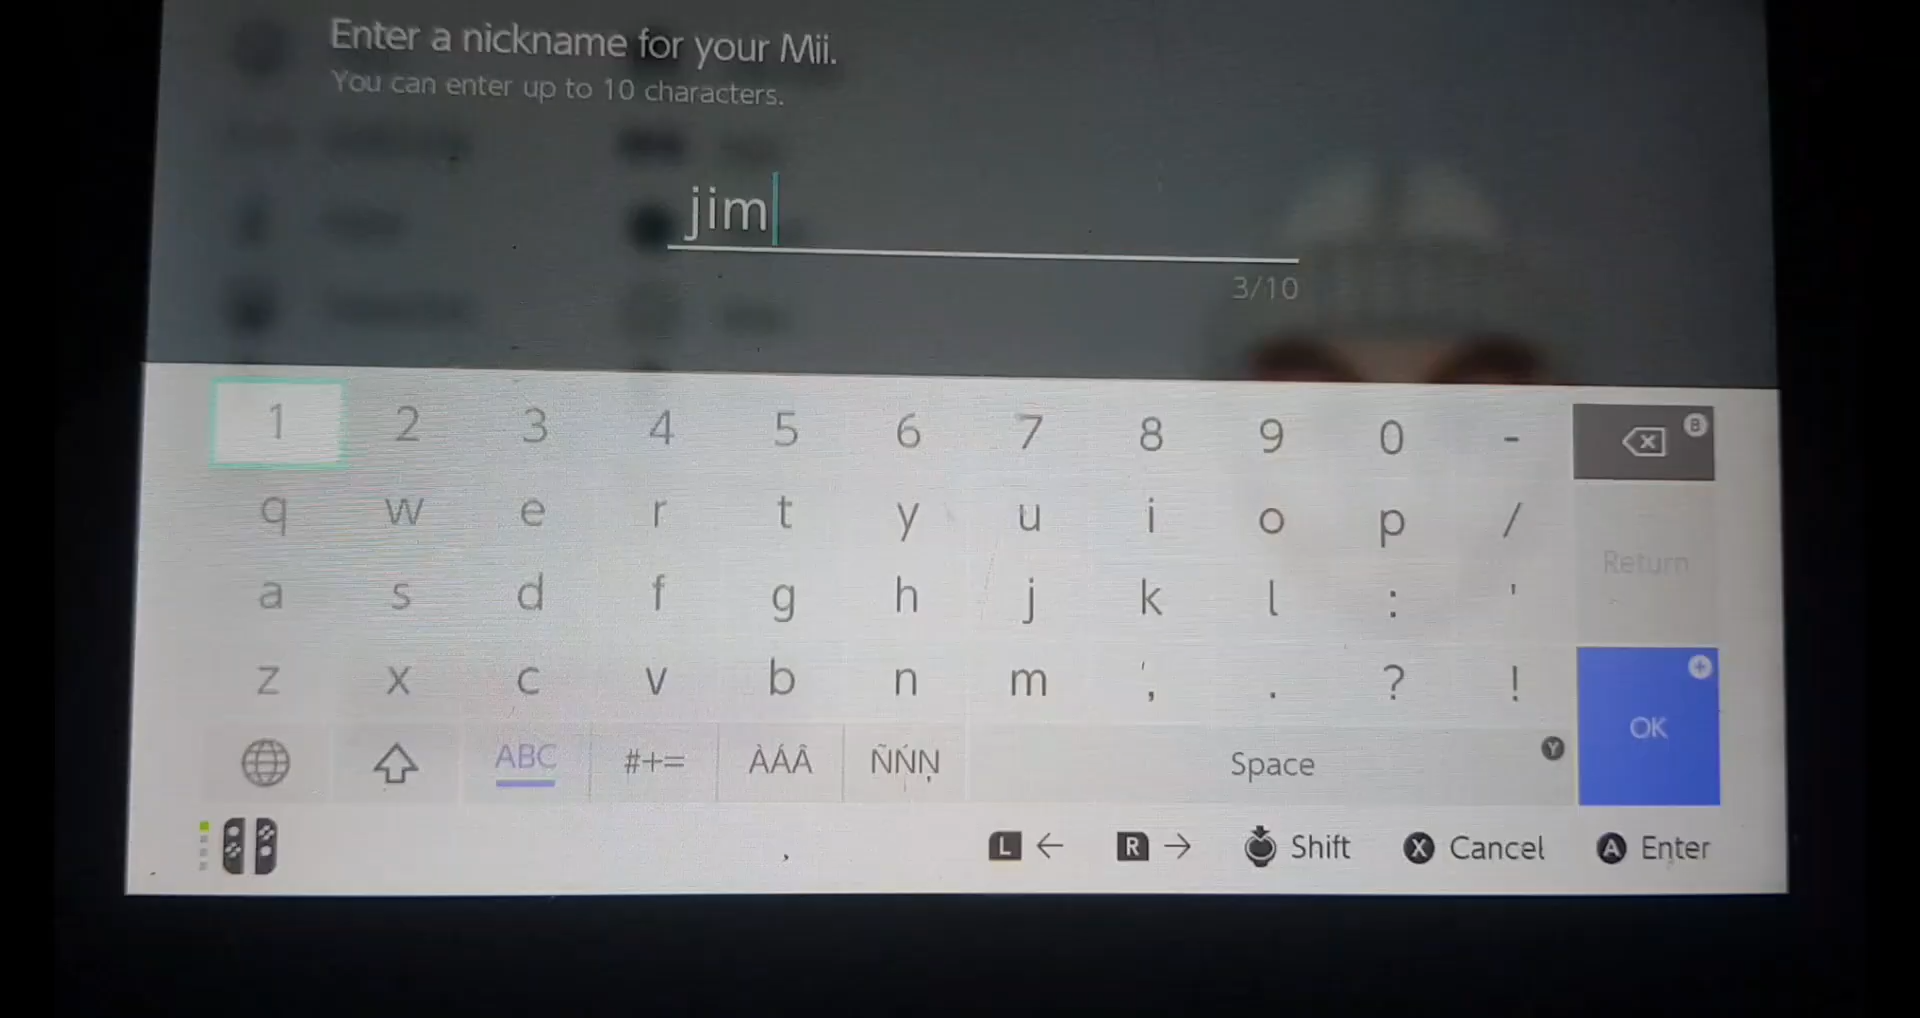 Enter a nickname for your Mii.
You can enter up to 10 characters.
jim
3/10
1 2 3 4 5 6 7 8 9 0 - B
q w e r t y u i o p /
Return
a s d f g h j k l : '
z x c v b n m , ' . ? ! +
OK
ABC #+= ÀÁÂ ÑŃṆ Space Y
L ← R → Shift X Cancel A Enter